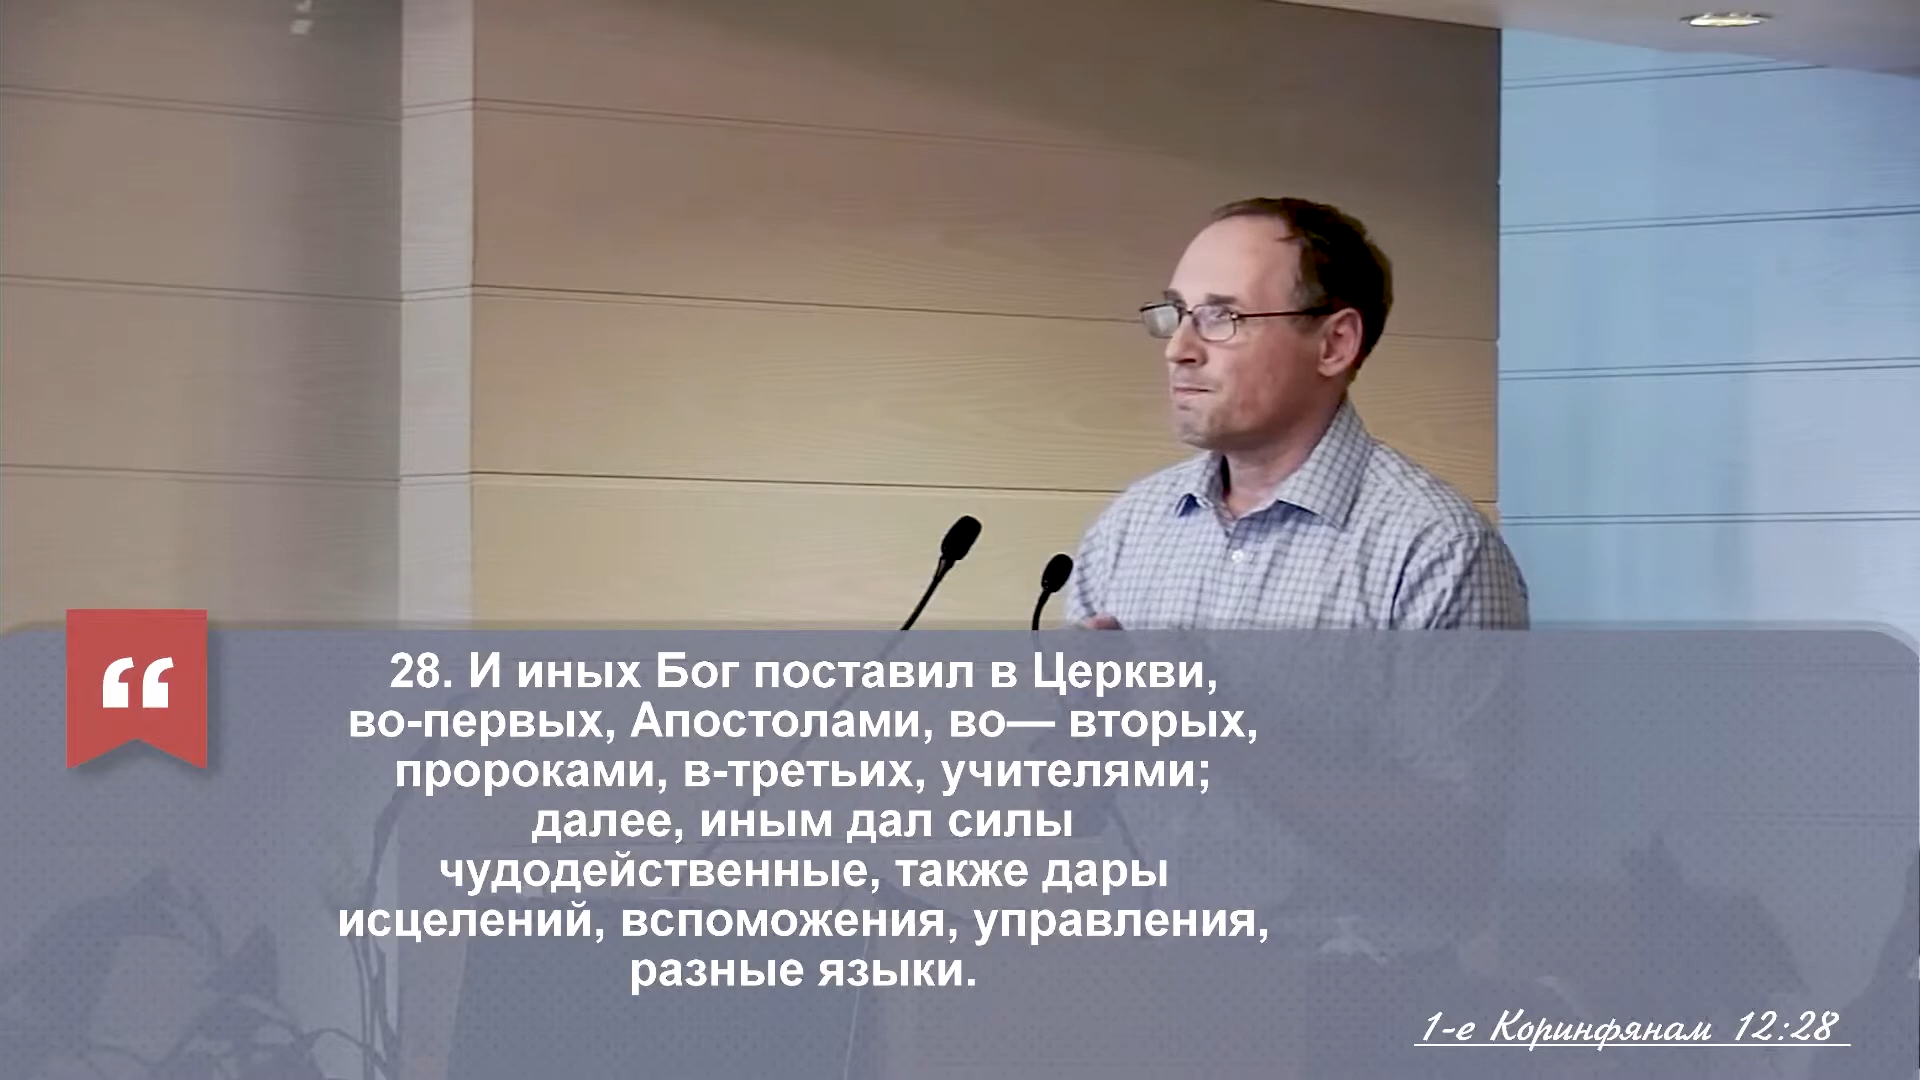 28. И иных Бог поставил в Церкви,
во-первых, Апостолами, во— вторых,
пророками, в-третьих, учителями;
далее, иным дал силы
чудодейственные, также дары
исцелений, вспоможения, управления,
разные языки.
1-е Коринфянам 12:28